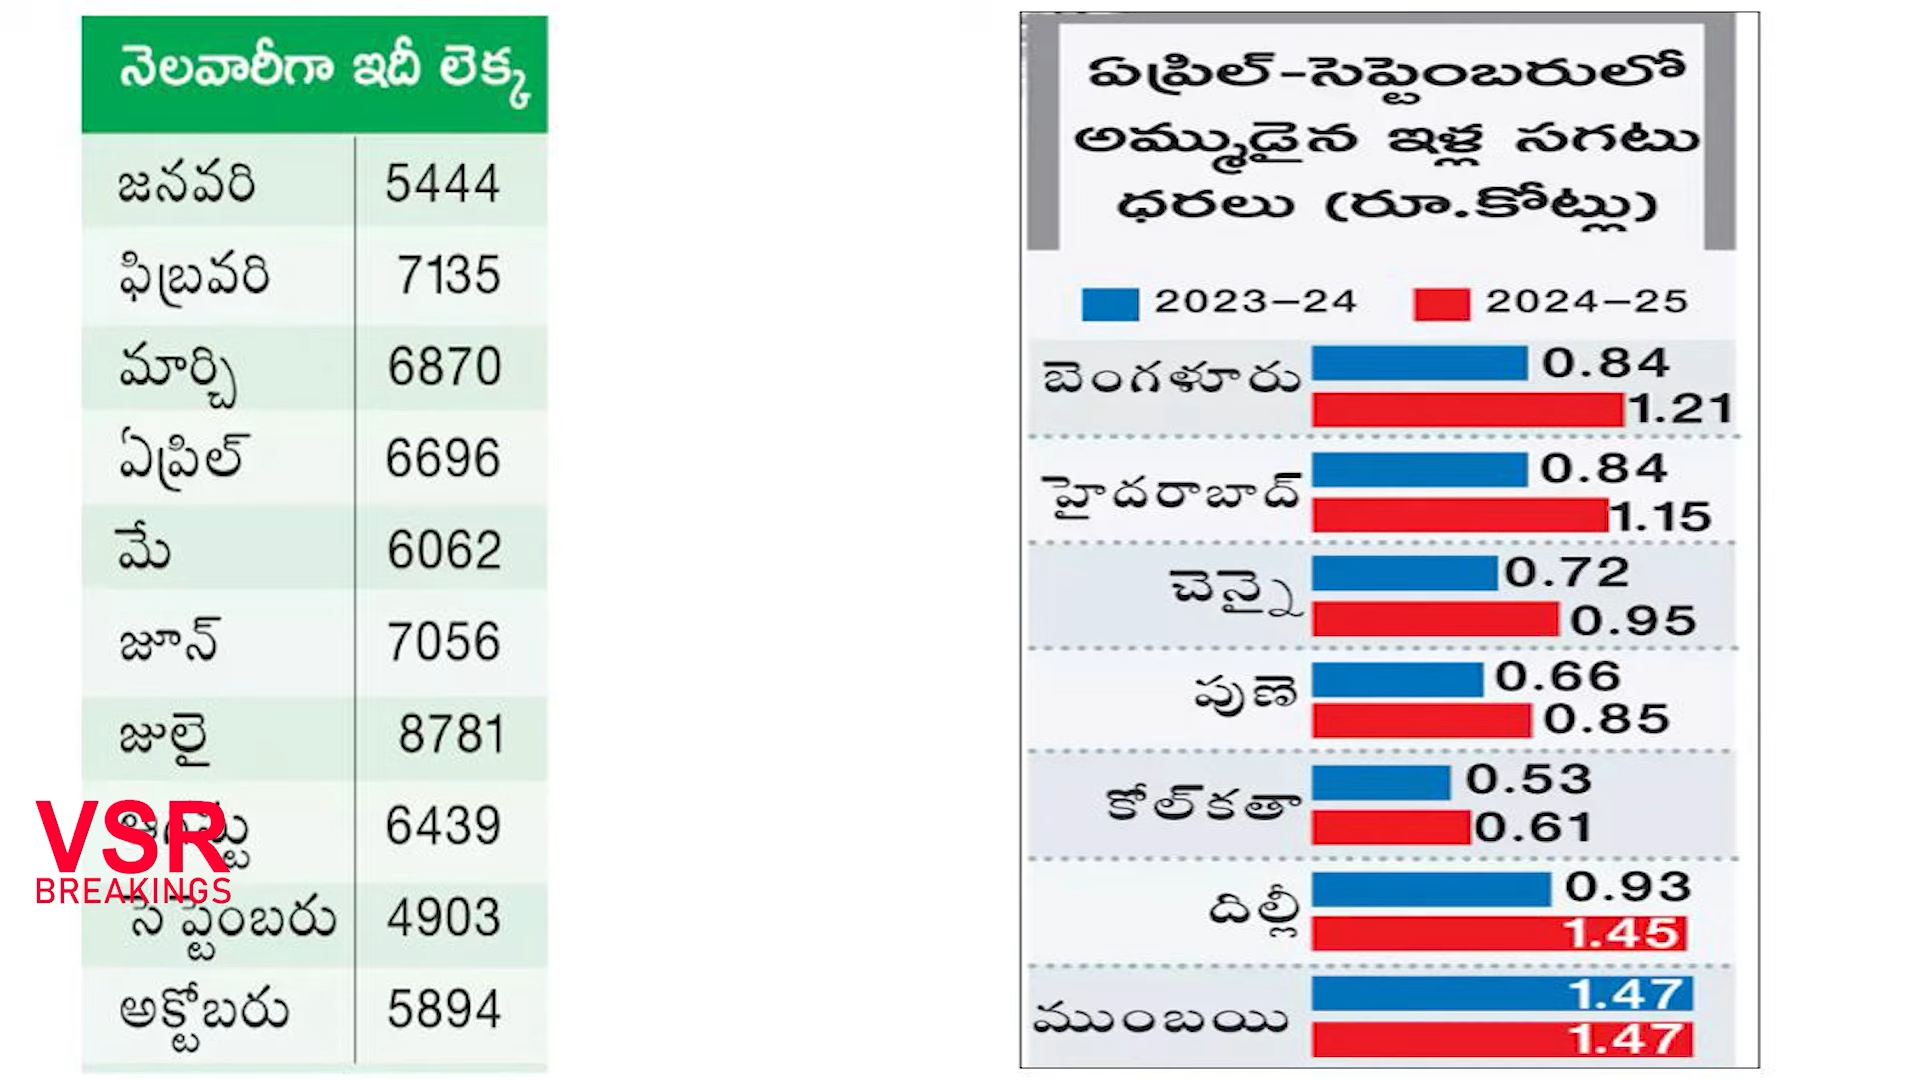 నెలవారీగా ఇదీ లెక్క
జనవరి 5444
ఫిబ్రవరి 7135
మార్చి 6870
ఏప్రిల్ 6696
మే 6062
జూన్ 7056
జులై 8781
6439
సెప్టెంబరు 4903
అక్టోబరు 5894
VSR
BREAKINGS
ఏప్రిల్-సెప్టెంబరులో
అమ్ముడైన ఇళ్ల సగటు
ధరలు (రూ.కోట్లు)
2023-24 2024-25
బెంగళూరు 0.84
1.21
హైదరాబాద్ 0.84
1.15
చెన్నై 0.72
0.95
పుణె 0.66
0.85
కోల్‌కతా 0.53
0.61
దిల్లీ 0.93
1.45
ముంబయి 1.47
1.47